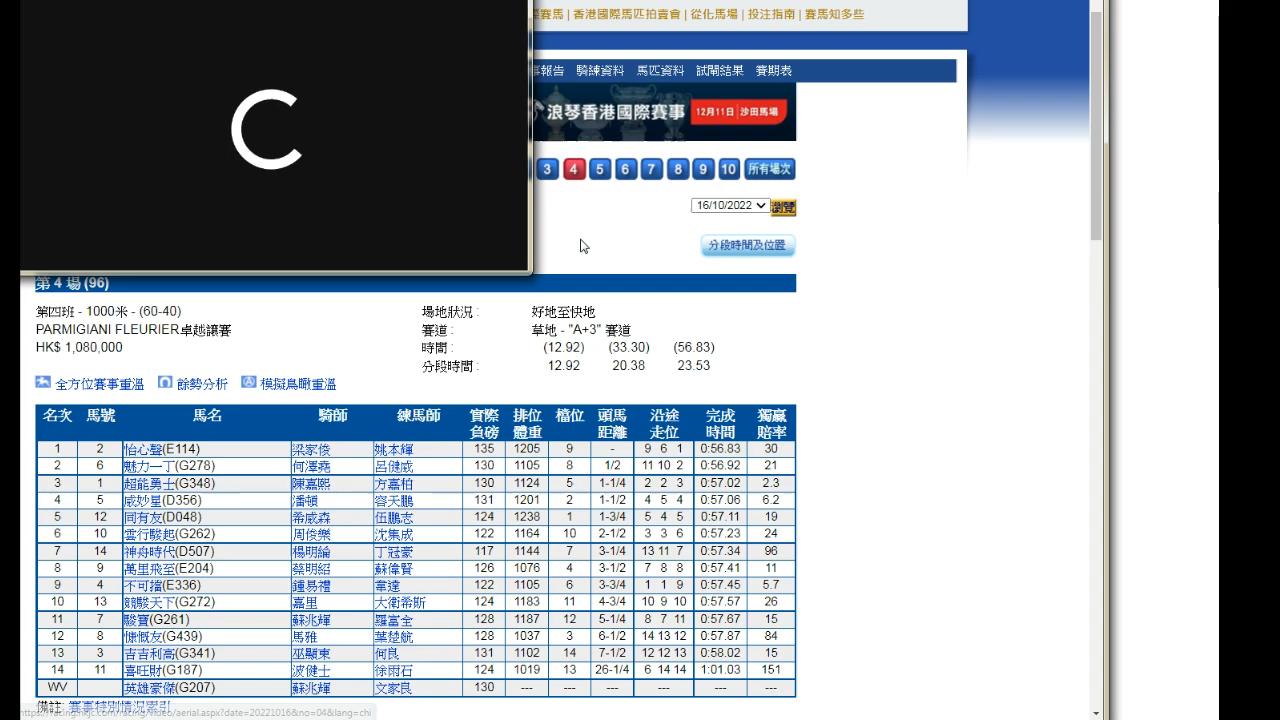 際賽馬 | 香港國際馬匹拍賣會 | 從化馬場 | 投注指南 | 賽馬知多些
事報告 騎練資料 馬匹資料 試閘結果 賽期表
浪琴香港國際賽事 12月11日 沙田馬場
3 4 5 6 7 8 9 10 所有場次
16/10/2022 瀏覽
分段時間及位置
第 4 場 (96)
第四班 - 1000米 - (60-40) 場地狀況 : 好地至快地
PARMIGIANI FLEURIER卓越讓賽 賽道 : 草地 - "A+3" 賽道
HK$ 1,080,000 時間 : (12.92) (33.30) (56.83)
分段時間 : 12.92 20.38 23.53
全方位賽事重溫 餘勢分析 模擬鳥瞰重溫
名次 馬號 馬名 騎師 練馬師 實際負磅 排位體重 檔位 頭馬距離 沿途走位 完成時間 獨贏賠率
1 2 怡心聲(E114) 梁家俊 姚本輝 135 1205 9 - 9 6 1 0:56.83 30
2 6 魅力一丁(G278) 何澤堯 呂健威 130 1105 8 1/2 11 10 2 0:56.92 21
3 1 超能勇士(G348) 陳嘉熙 方嘉柏 130 1124 5 1-1/4 2 2 3 0:57.02 2.3
4 5 威妙星(D356) 潘頓 容天鵬 131 1201 2 1-1/2 4 5 4 0:57.06 6.2
5 12 同有友(D048) 希威森 伍鵬志 124 1238 1 1-3/4 5 4 5 0:57.11 19
6 10 雲行駿起(G262) 周俊樂 沈集成 122 1164 10 2-1/2 3 3 6 0:57.23 24
7 14 神舟時代(D507) 楊明綸 丁冠豪 117 1144 7 3-1/4 13 11 7 0:57.34 96
8 9 萬里飛至(E204) 蔡明紹 蘇偉賢 126 1076 4 3-1/2 7 8 8 0:57.41 11
9 4 不可擋(E336) 鍾易禮 韋達 122 1105 6 3-3/4 1 1 9 0:57.45 5.7
10 13 競駿天下(G272) 嘉里 大衛希斯 124 1183 11 4-3/4 10 9 10 0:57.57 26
11 7 駿寶(G261) 蘇兆輝 羅富全 128 1187 12 5-1/4 8 7 11 0:57.67 15
12 8 慷慨友(G439) 馬雅 葉楚航 128 1037 3 6-1/2 14 13 12 0:57.87 84
13 3 吉吉利高(G341) 巫顯東 何良 131 1102 14 7-1/2 12 12 13 0:58.02 15
14 11 喜旺財(G187) 波健士 徐雨石 124 1019 13 26-1/4 6 14 14 1:01.03 151
WV 英雄豪傑(G207) 蘇兆輝 文家良 130 --- --- --- --- --- ---
備註: 賽事特別情況索引
https://racing.hkjc.com/racing/video/aerial.aspx?date=20221016&no=04&lang=chi